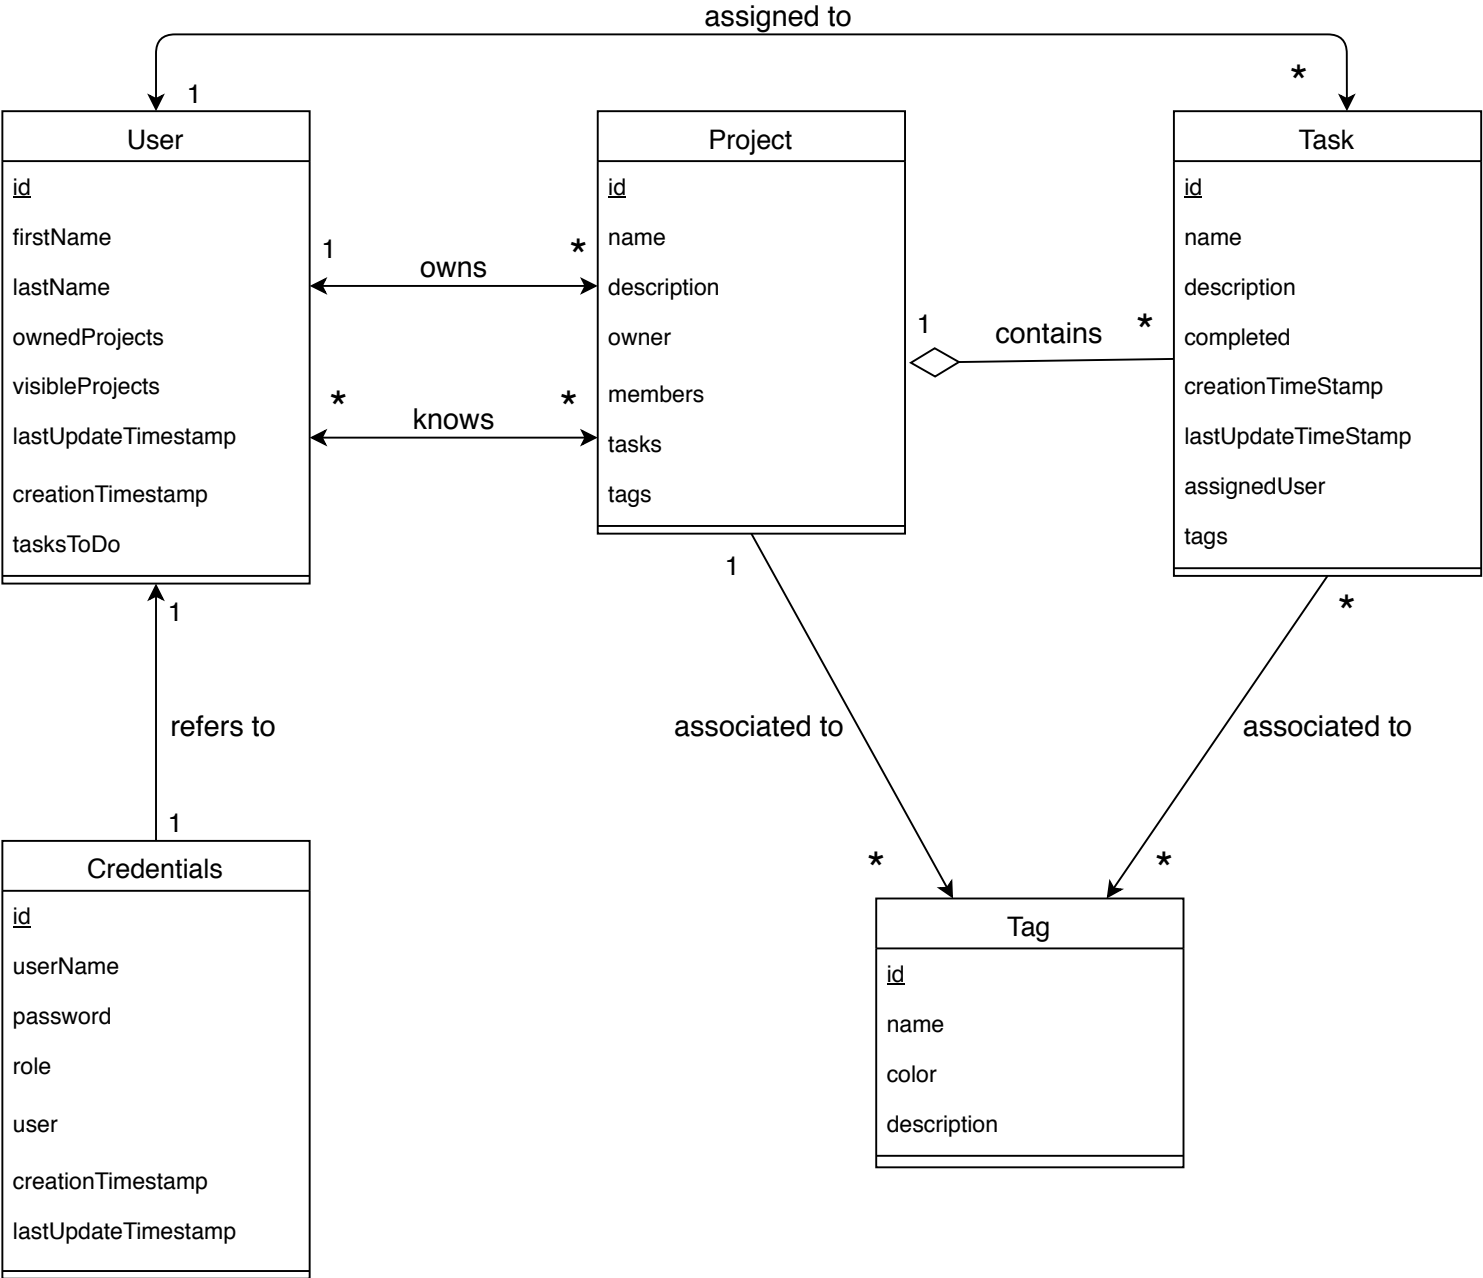 assigned to
1
*
User
id
firstName
lastName
ownedProjects
visibleProjects
lastUpdateTimestamp
creationTimestamp
tasksToDo
1
*
owns
*
*
knows
Project
id
name
description
owner
members
tasks
tags
1
*
contains
Task
id
name
description
completed
creationTimeStamp
lastUpdateTimeStamp
assignedUser
tags
1
refers to
1
1
associated to
*
*
associated to
*
Credentials
id
userName
password
role
user
creationTimestamp
lastUpdateTimestamp
Tag
id
name
color
description